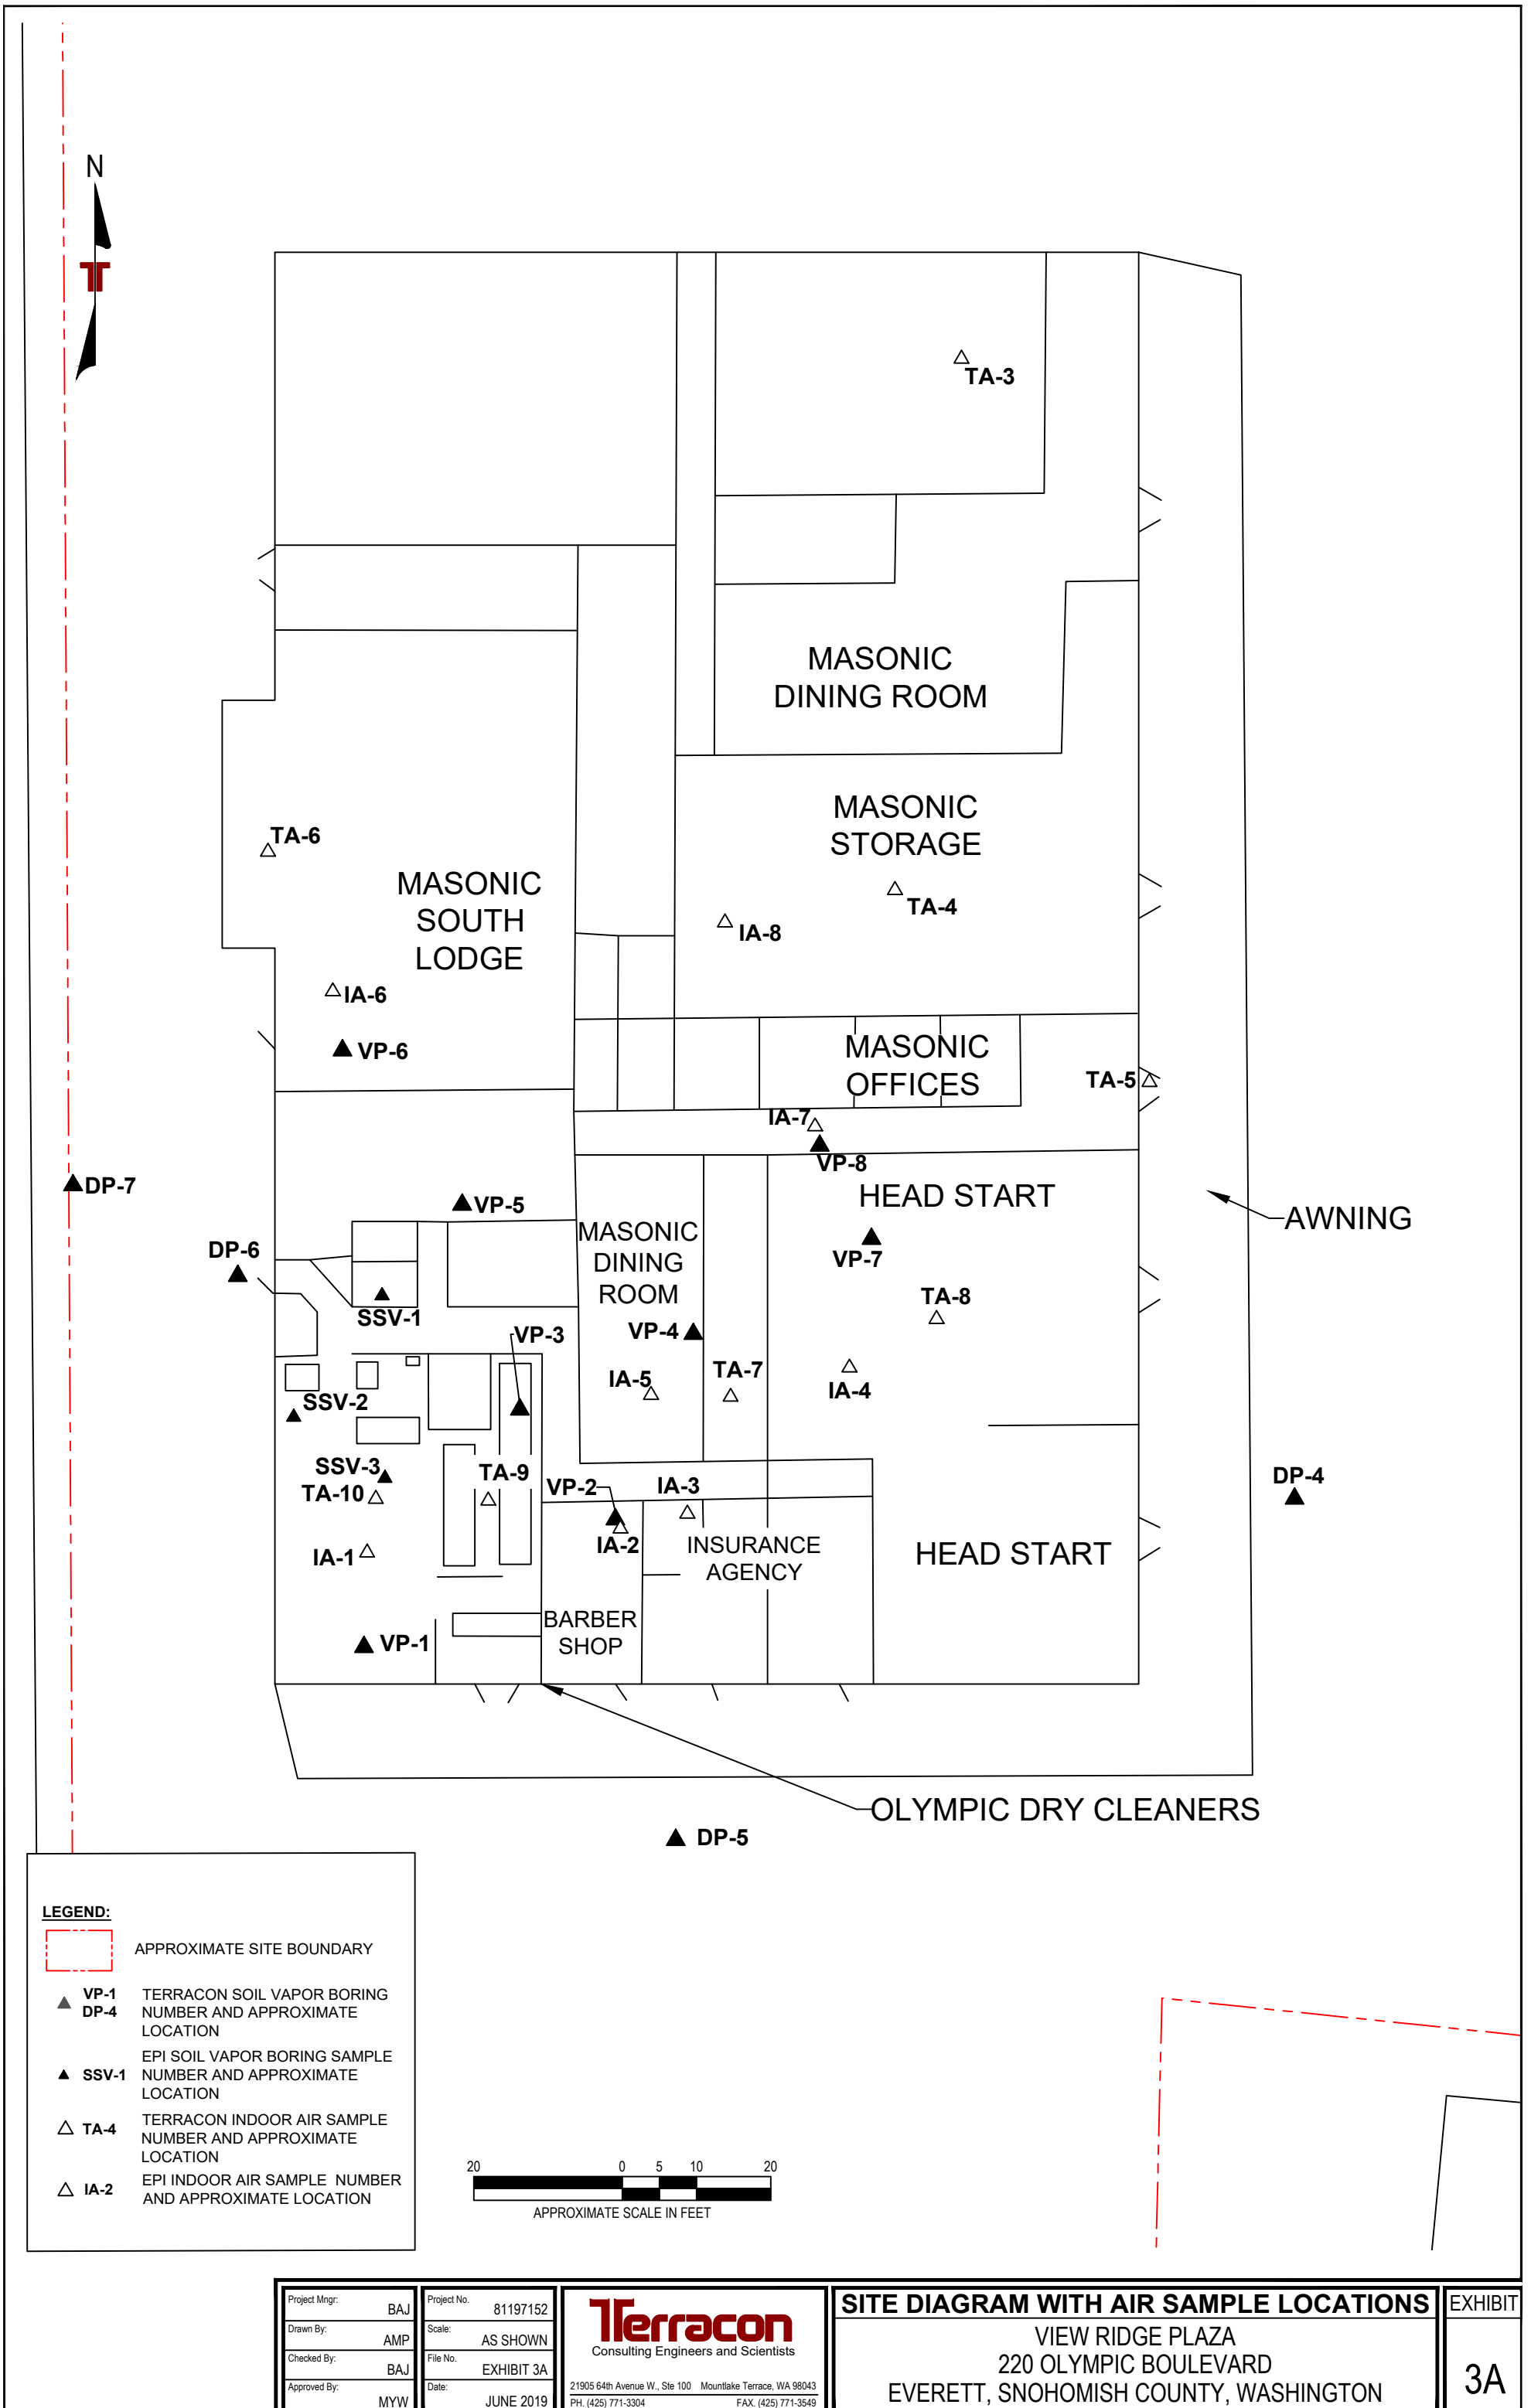 N
TA-3
MASONIC
DINING ROOM
MASONIC
STORAGE
TA-6
TA-4
MASONIC
SOUTH
LODGE
IA-8
IA-6
VP-6
MASONIC
OFFICES
TA-5
IA-7
VP-8
DP-7
HEAD START
VP-5
AWNING
MASONIC
DINING
ROOM
DP-6
VP-7
SSV-1
TA-8
VP-3
VP-4
IA-5
TA-7
IA-4
SSV-2
SSV-3
TA-9
TA-10
VP-2
IA-3
DP-4
IA-2
INSURANCE
AGENCY
HEAD START
IA-1
BARBER
SHOP
VP-1
OLYMPIC DRY CLEANERS
DP-5
LEGEND:
APPROXIMATE SITE BOUNDARY
VP-1
DP-4
TERRACON SOIL VAPOR BORING
NUMBER AND APPROXIMATE
LOCATION
SSV-1
EPI SOIL VAPOR BORING SAMPLE
NUMBER AND APPROXIMATE
LOCATION
TA-4
TERRACON INDOOR AIR SAMPLE
NUMBER AND APPROXIMATE
LOCATION
IA-2
EPI INDOOR AIR SAMPLE NUMBER
AND APPROXIMATE LOCATION
20 0 5 10 20
APPROXIMATE SCALE IN FEET
Project Mngr: BAJ
Drawn By: AMP
Checked By: BAJ
Approved By: MYW
Project No. 81197152
Scale: AS SHOWN
File No. EXHIBIT 3A
Date: JUNE 2019
Terracon
Consulting Engineers and Scientists
21905 64th Avenue W., Ste 100 Mountlake Terrace, WA 98043
PH. (425) 771-3304 FAX. (425) 771-3549
SITE DIAGRAM WITH AIR SAMPLE LOCATIONS
VIEW RIDGE PLAZA
220 OLYMPIC BOULEVARD
EVERETT, SNOHOMISH COUNTY, WASHINGTON
EXHIBIT
3A